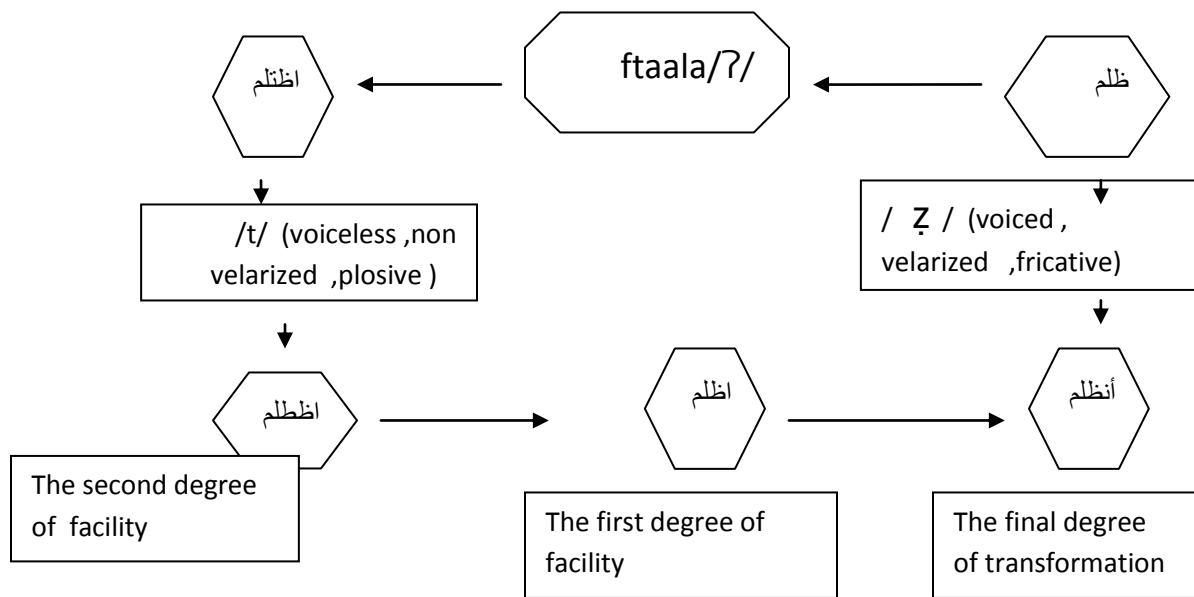 ظلم
ftaala/ʔ/
اظتلم
/ Ẓ / (voiced ,
velarized ,fricative)
/t/ (voiceless ,non
velarized ,plosive )
اظطلم
اظلم
أنظلم
The second degree
of facility
The first degree of
facility
The final degree
of transformation